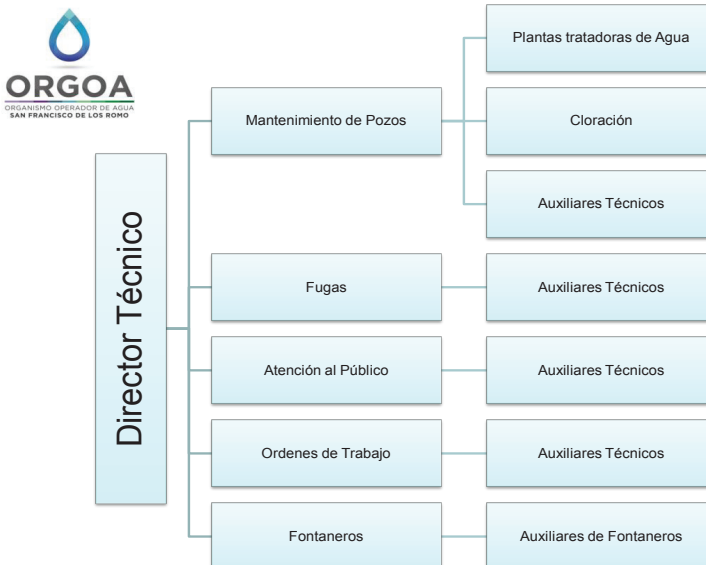 ORGOA
ORGANISMO OPERADOR DE AGUA
SAN FRANCISCO DE LOS ROMO
Director Técnico
Mantenimiento de Pozos
Plantas tratadoras de Agua
Cloración
Auxiliares Técnicos
Fugas
Auxiliares Técnicos
Atención al Público
Auxiliares Técnicos
Ordenes de Trabajo
Auxiliares Técnicos
Fontaneros
Auxiliares de Fontaneros